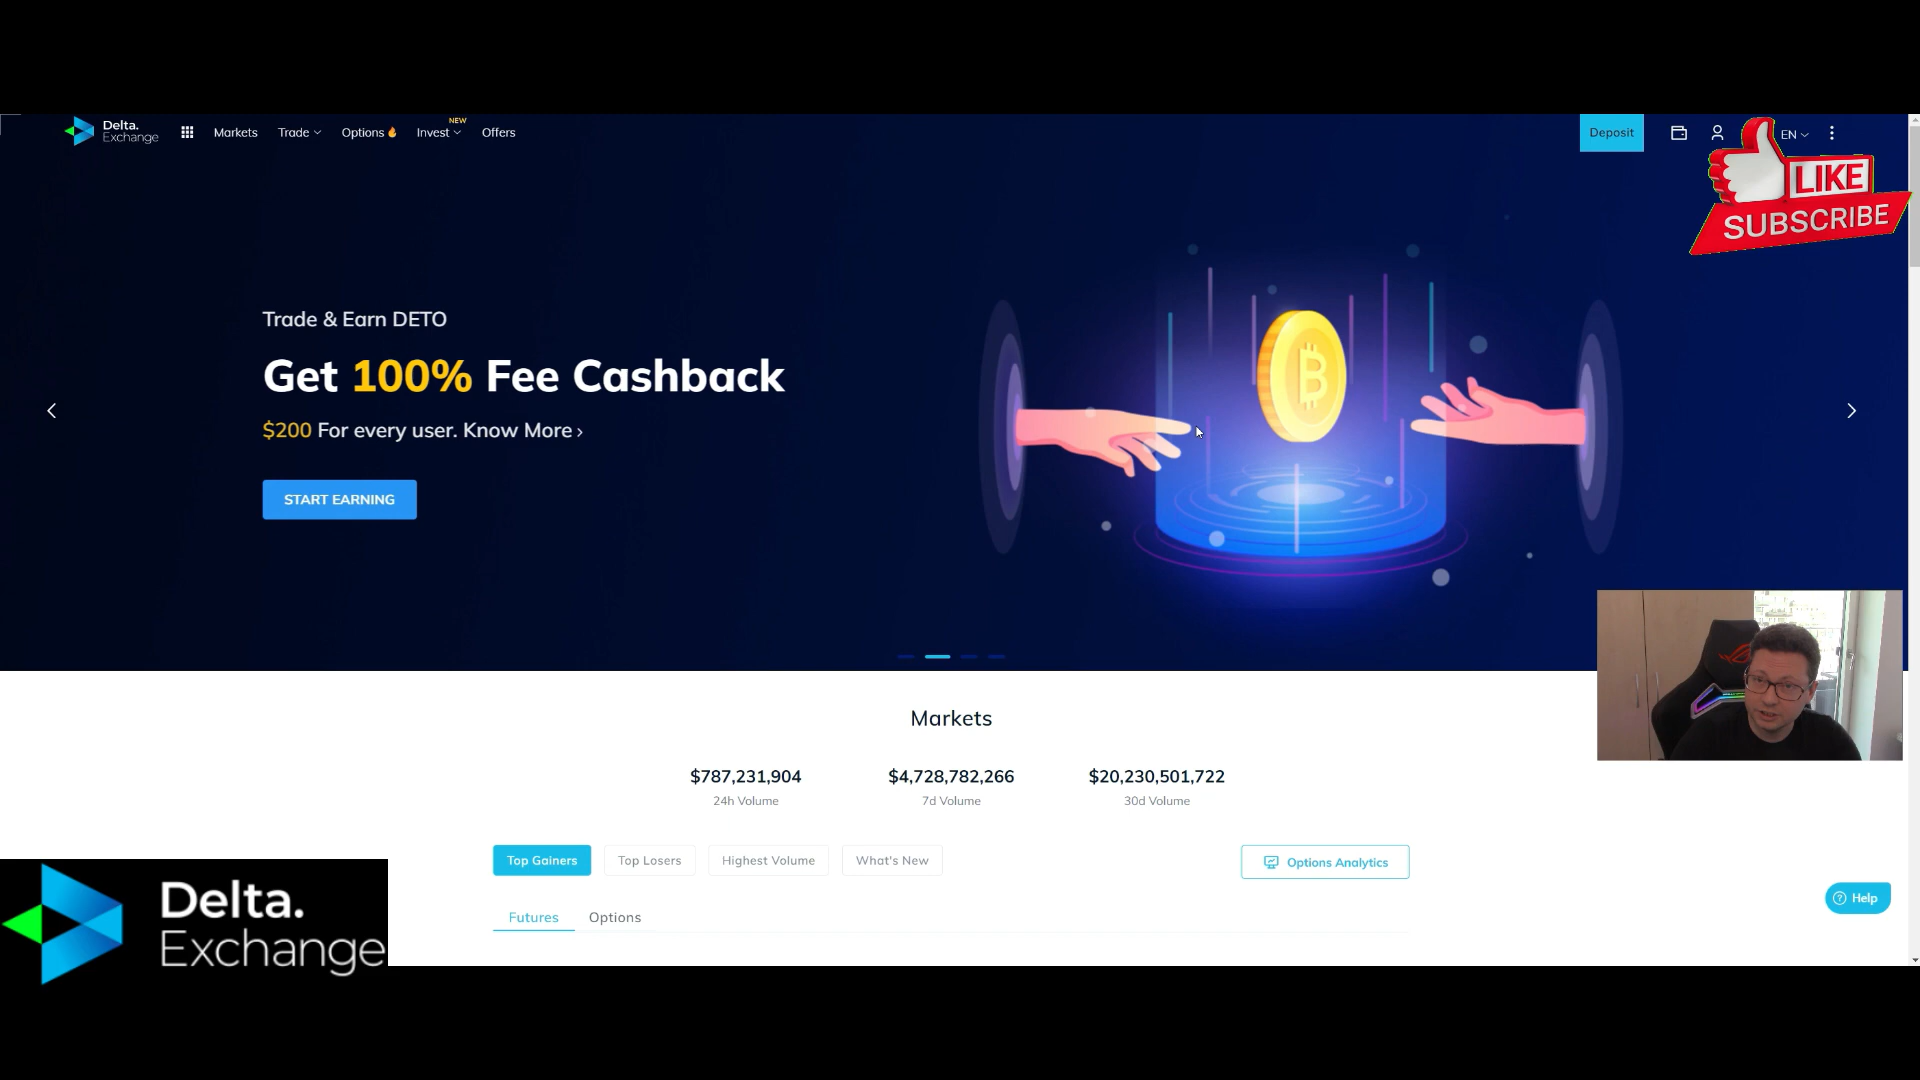 Delta.
Exchange
Markets
Trade
Options
Invest
NEW
Offers
Deposit
EN
LIKE
SUBSCRIBE
Trade & Earn DETO
Get 100% Fee Cashback
$200 For every user. Know More ›
START EARNING
Markets
$787,231,904
24h Volume
$4,728,782,266
7d Volume
$20,230,501,722
30d Volume
Top Gainers
Top Losers
Highest Volume
What's New
Options Analytics
Futures
Options
Help
Delta.
Exchange